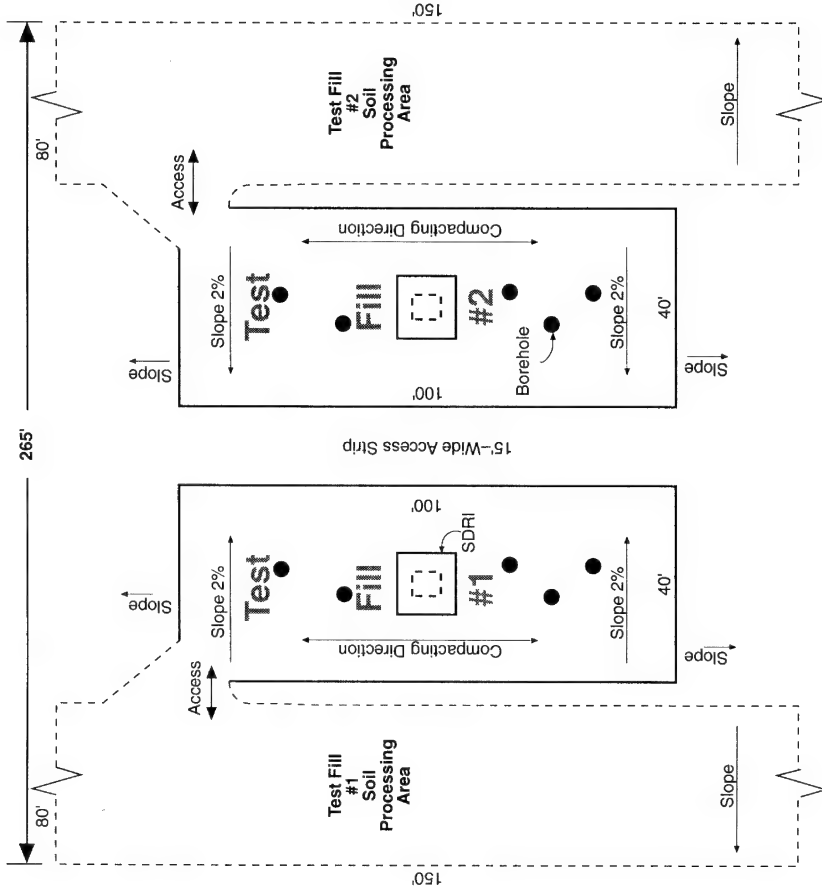 265'
80'
80'
150'
150'
Access
Access
Slope
Slope
Test Fill
#1
Soil
Processing
Area
Slope
Slope 2%
Test
Fill
#1
Compacting Direction
100'
SDRI
Slope 2%
40'
Slope
15'–Wide Access Strip
Slope 2%
Test
Fill
#2
Compacting Direction
100'
Borehole
Slope 2%
40'
Slope
Test Fill
#2
Soil
Processing
Area
Slope